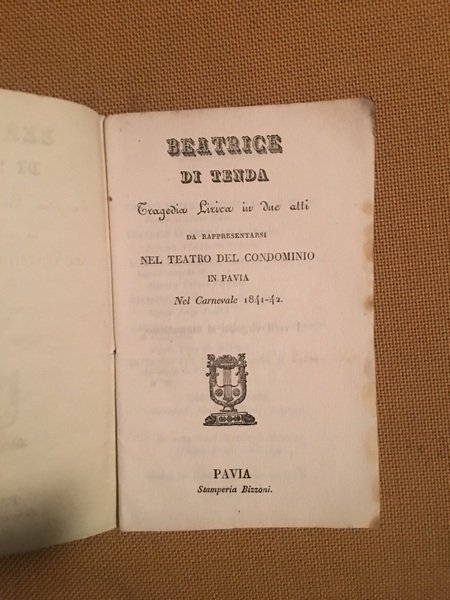 BEATRICE
DI TENDA
Tragedia Lirica in due atti
DA RAPPRESENTARSI
NEL TEATRO DEL CONDOMINIO
IN PAVIA
Nel Carnevale 1841-42.
PAVIA
Stamperia Bizzoni.